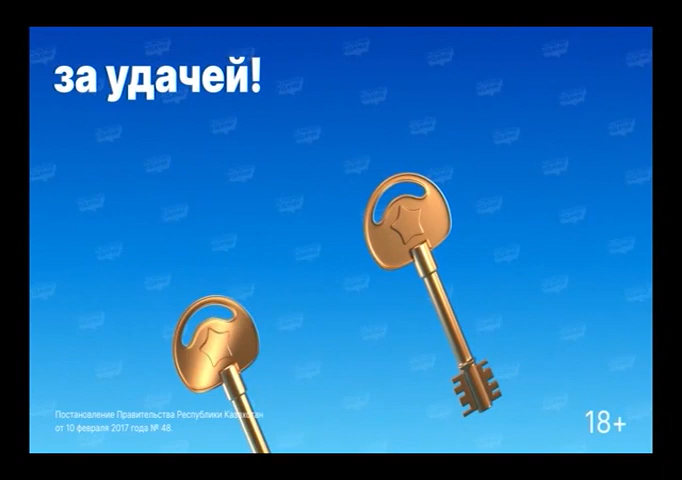 за удачей!
Постановление Правительства Республики Казахстан
от 10 февраля 2017 года № 48.
18+